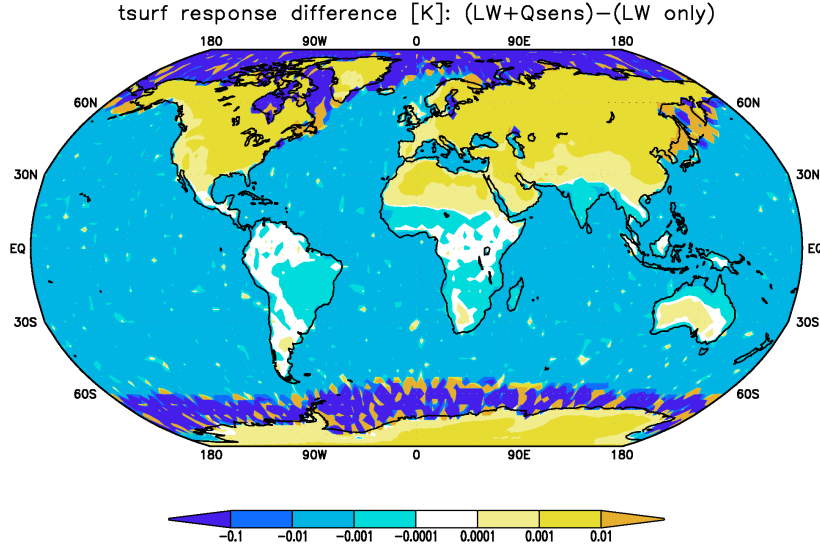 tsurf response difference [K]: (LW+Qsens)−(LW only)
180 90W 0 90E 180
60N 60N
30N 30N
EQ EQ
30S 30S
60S 60S
180 90W 0 90E 180
−0.1 −0.01 −0.001 −0.0001 0.0001 0.001 0.01